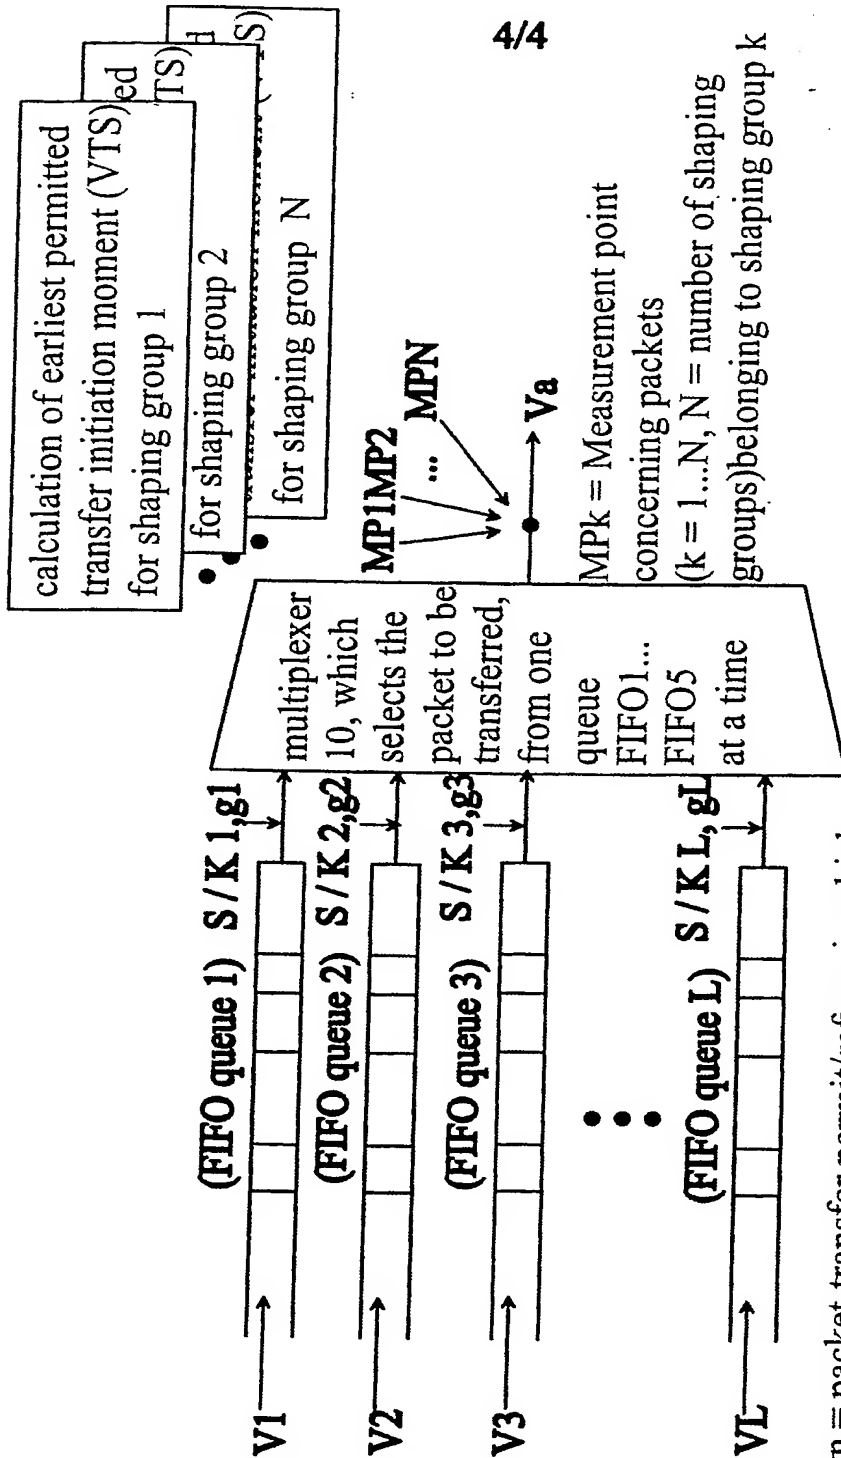 4/4
calculation of earliest permitted
transfer initiation moment (VTS)
for shaping group 1
ed
TS)
for shaping group 2
d
S)
for shaping group N
MP1MP2
... MPN
Va
MPk = Measurement point
concerning packets
(k = 1...N, N = number of shaping
groups)belonging to shaping group k
multiplexer
10, which
selects the
packet to be
transferred,
from one
queue
FIFO1...
FIFO5
at a time
(FIFO queue 1) S / K 1,g1
V1
(FIFO queue 2) S / K 2,g2
V2
(FIFO queue 3) S / K 3,g3
V3
(FIFO queue L) S / K L, gL
VL
n = packet transfer